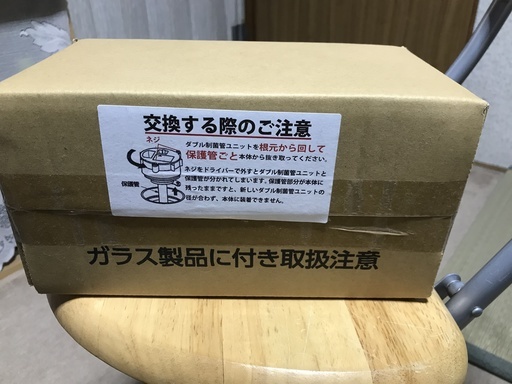 交換する際のご注意
ネジ
ダブル制菌管ユニットを根元から回して
保護管ごと本体から抜き取ってください。
保護管
ネジをドライバーで外すとダブル制菌管ユニットと
保護管が分かれてしまいます。保護管部分が本体に
残ったままですと、新しいダブル制菌管ユニットの
径が合わず、本体に装着できません。
ガラス製品に付き取扱注意